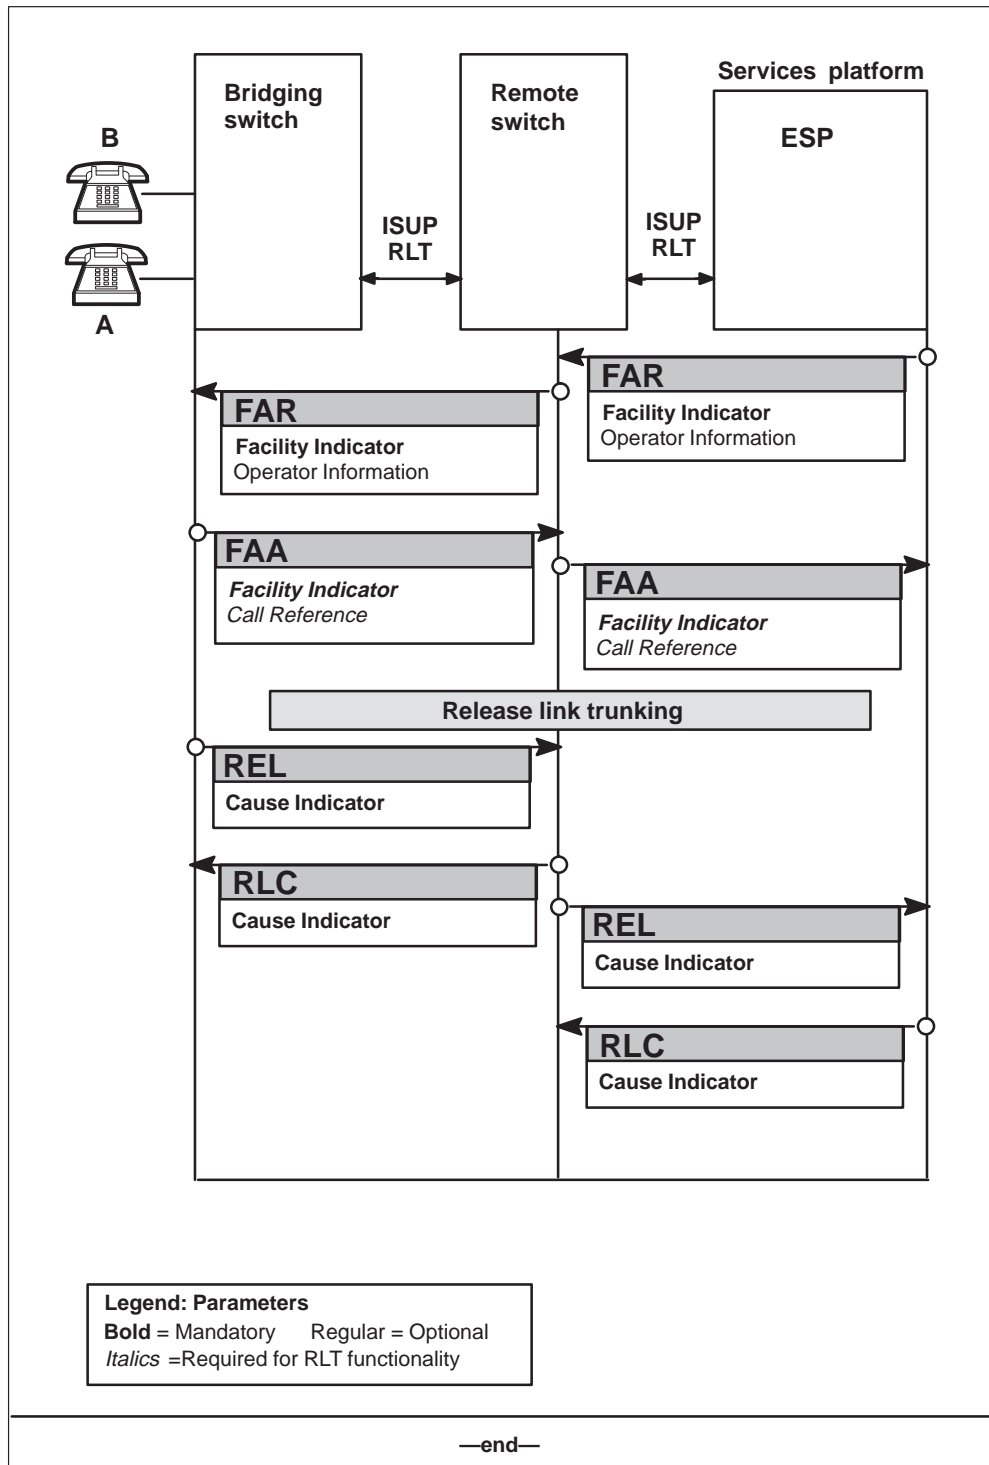 Services platform
Bridging
switch
Remote
switch
ESP
B
ISUP
RLT
ISUP
RLT
A
FAR
Facility Indicator
Operator Information
FAR
Facility Indicator
Operator Information
FAA
Facility Indicator
Call Reference
FAA
Facility Indicator
Call Reference
Release link trunking
REL
Cause Indicator
RLC
Cause Indicator
REL
Cause Indicator
RLC
Cause Indicator
Legend: Parameters
Bold = Mandatory Regular = Optional
Italics =Required for RLT functionality
—end—